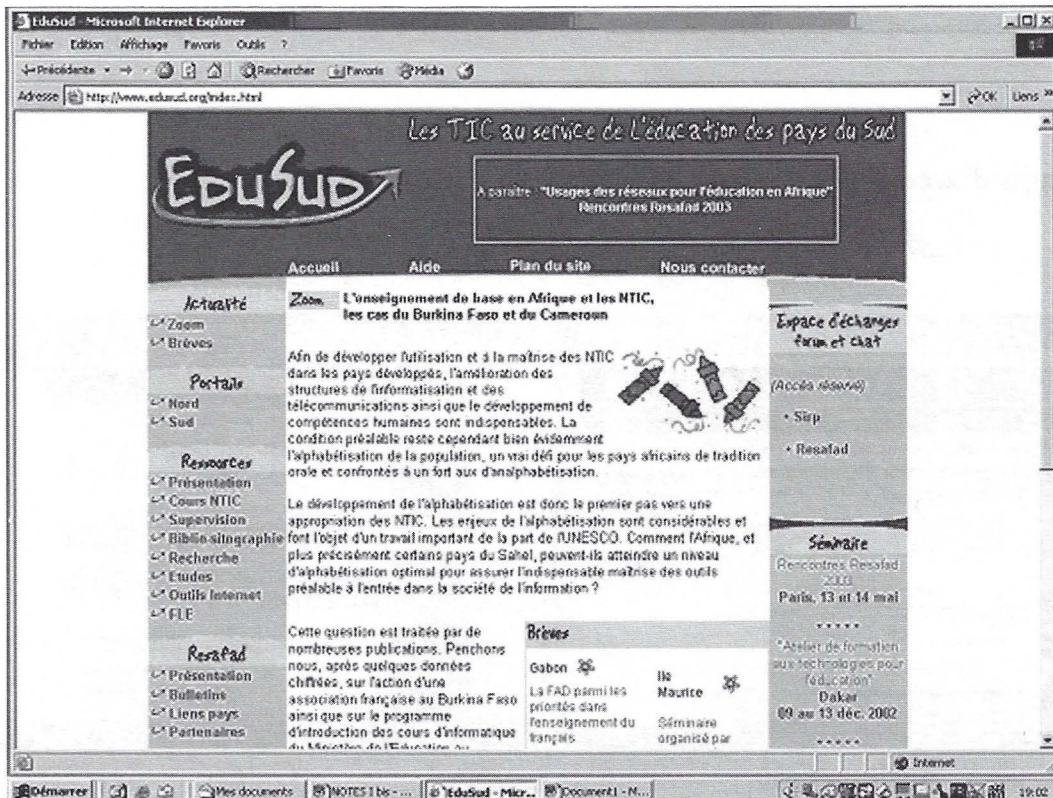 EduSud - Microsoft Internet Explorer
Fichier Edition Affichage Favoris Outils ?
Précédente Rechercher Favoris Média
Adresse http://www.edusud.org/index.html OK Liens »
Les TIC au service de L'éducation des pays du Sud
EDUSUD
A paraître : "Usages des réseaux pour l'éducation en Afrique"
Rencontres Resafad 2003
Accueil Aide Plan du site Nous contacter
Actualité
Zoom
Brèves
Portails
Nord
Sud
Ressources
Présentation
Cours NTIC
Supervision
Biblio sitographie
Recherche
Etudes
Outils Internet
FLE
Resafad
Présentation
Bulletins
Liens pays
Partenaires
Zoom L'enseignement de base en Afrique et les NTIC,
les cas du Burkina Faso et du Cameroun
Afin de développer l'utilisation et à la maîtrise des NTIC
dans les pays développés, l'amélioration des
structures de l'informatisation et des
télécommunications ainsi que le développement de
compétences humaines sont indispensables. La
condition préalable reste cependant bien évidemment
l'alphabétisation de la population, un vrai défi pour les pays africains de tradition
orale et confrontés à un fort aux d'analphabétisation.
Le développement de l'alphabétisation est donc le premier pas vers une
appropriation des NTIC. Les enjeux de l'alphabétisation sont considérables et
font l'objet d'un travail important de la part de l'UNESCO. Comment l'Afrique, et
plus précisément certains pays du Sahel, peuvent-ils atteindre un niveau
d'alphabétisation optimal pour assurer l'indispensable maîtrise des outils
préalable à l'entrée dans la société de l'information ?
Cette question est traitée par de
nombreuses publications. Penchons
nous, après quelques données
chiffrées, sur l'action d'une
association française au Burkina Faso
ainsi que sur le programme
d'introduction des cours d'informatique
du Ministère de l'Education au
Brèves
Gabon
La FAD parmi les
priorités dans
l'enseignement du
français
Ile
Maurice
Séminaire
organisé par
Espace d'échanges
forum et chat
(Accès réservé)
• Sirp
• Resafad
Séminaire
Rencontres Resafad
2003
Paris, 13 et 14 mai
* * * * *
"Atelier de formation
aux technologies pour
l'éducation"
Dakar
09 au 13 déc. 2002
* * * * *
Internet
Démarrer Mes documents NOTES 1 bis - ... EduSud - Micr... Document1 - M... 19:02